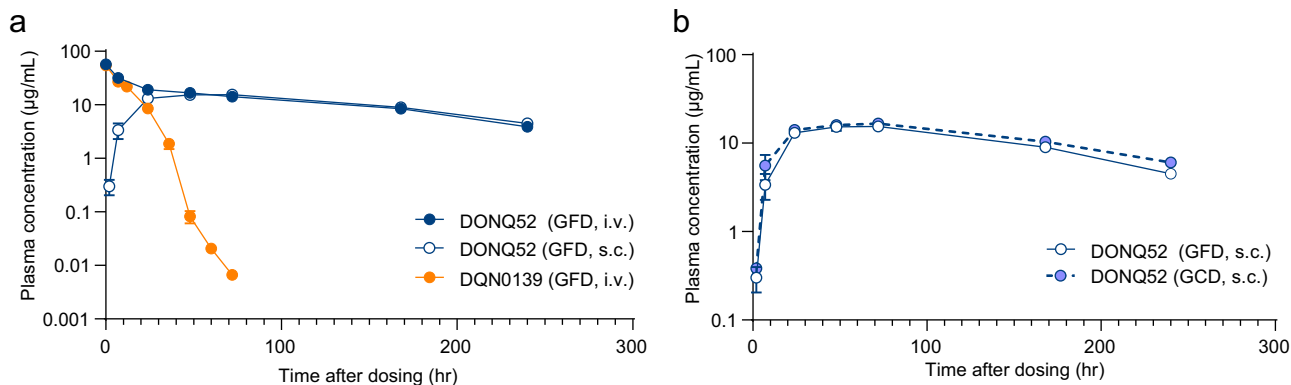 a
Plasma concentration (µg/mL)
100
10
1
0.1
0.01
0.001
0
100
200
300
Time after dosing (hr)
DONQ52 (GFD, i.v.)
DONQ52 (GFD, s.c.)
DQN0139 (GFD, i.v.)
b
Plasma concentration (µg/mL)
100
10
1
0.1
0
100
200
300
Time after dosing (hr)
DONQ52 (GFD, s.c.)
DONQ52 (GCD, s.c.)